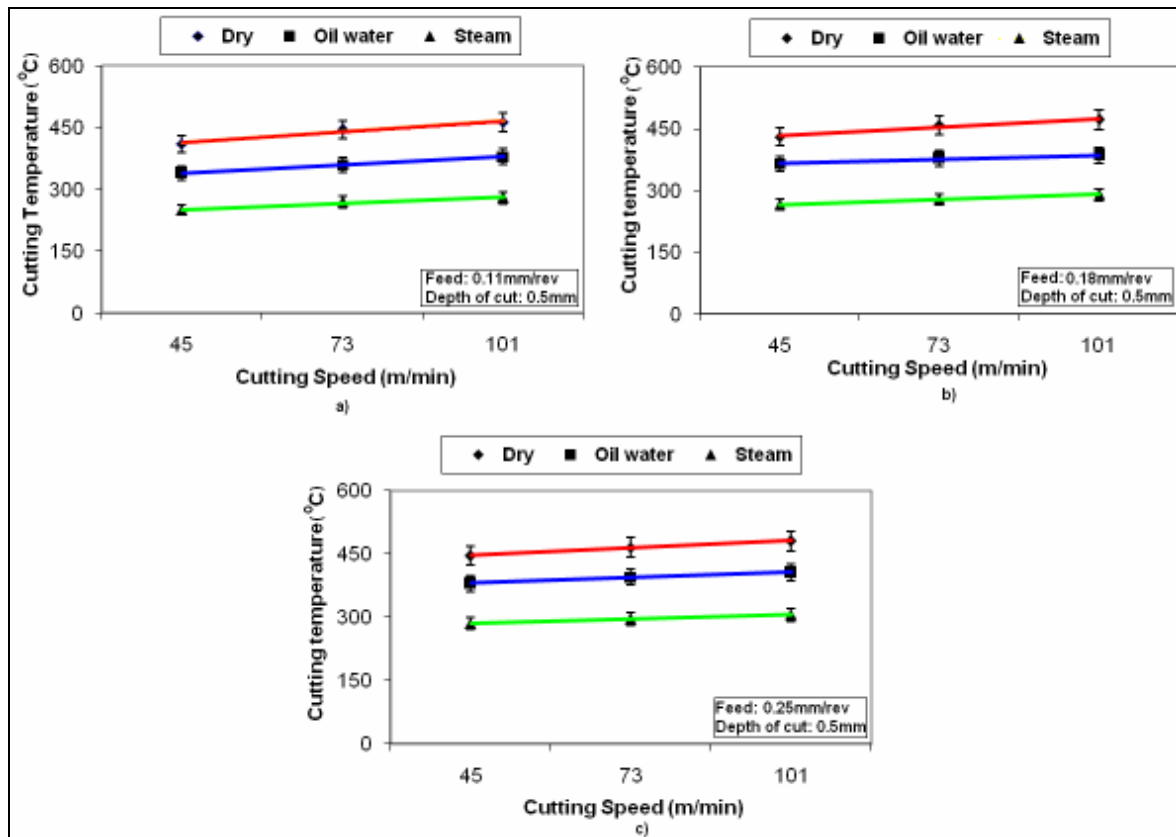 Dry Oil water Steam
600
450
300
150
0
Cutting Temperature (°C)
Feed: 0.11mm/rev
Depth of cut: 0.5mm
45 73 101
Cutting Speed (m/min)
a)
Dry Oil water Steam
600
450
300
150
0
Cutting temperature (°C)
Feed: 0.18mm/rev
Depth of cut: 0.5mm
45 73 101
Cutting Speed (m/min)
b)
Dry Oil water Steam
600
450
300
150
0
Cutting temperature (°C)
Feed: 0.25mm/rev
Depth of cut: 0.5mm
45 73 101
Cutting Speed (m/min)
c)